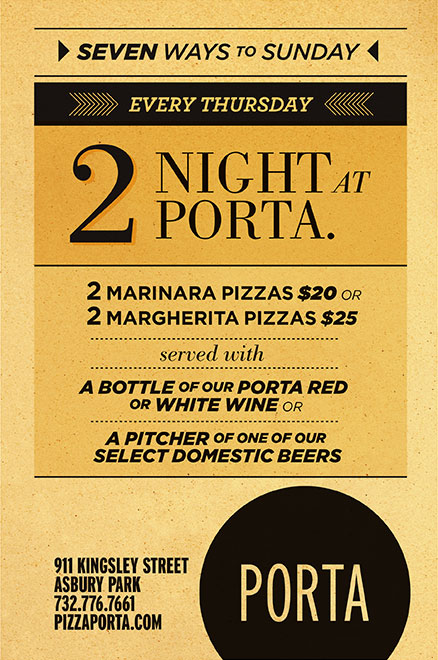 SEVEN WAYS TO SUNDAY
EVERY THURSDAY
2 NIGHT AT
PORTA.
2 MARINARA PIZZAS $20 OR
2 MARGHERITA PIZZAS $25
served with
A BOTTLE OF OUR PORTA RED
OR WHITE WINE OR
A PITCHER OF ONE OF OUR
SELECT DOMESTIC BEERS
911 KINGSLEY STREET
ASBURY PARK
732.776.7661
PIZZAPORTA.COM
PORTA